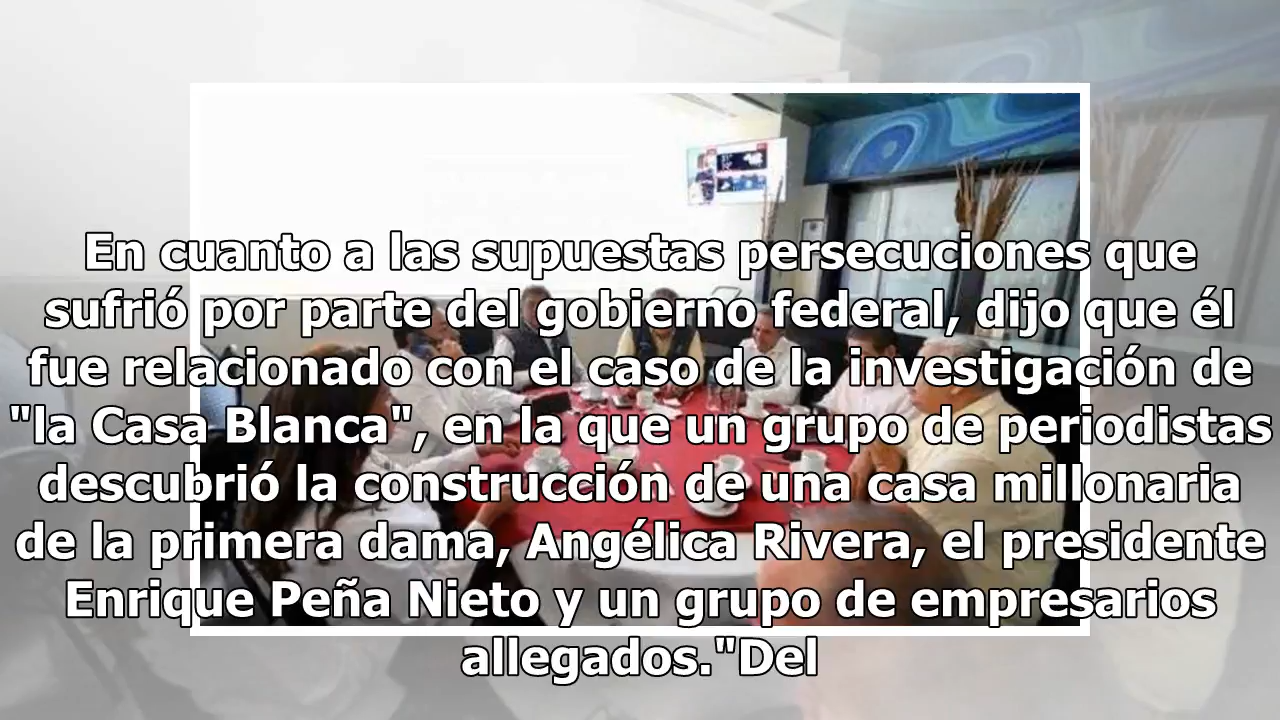 En cuanto a las supuestas persecuciones que
sufrió por parte del gobierno federal, dijo que él
fue relacionado con el caso de la investigación de
"la Casa Blanca", en la que un grupo de periodistas
descubrió la construcción de una casa millonaria
de la primera dama, Angélica Rivera, el presidente
Enrique Peña Nieto y un grupo de empresarios
allegados."Del